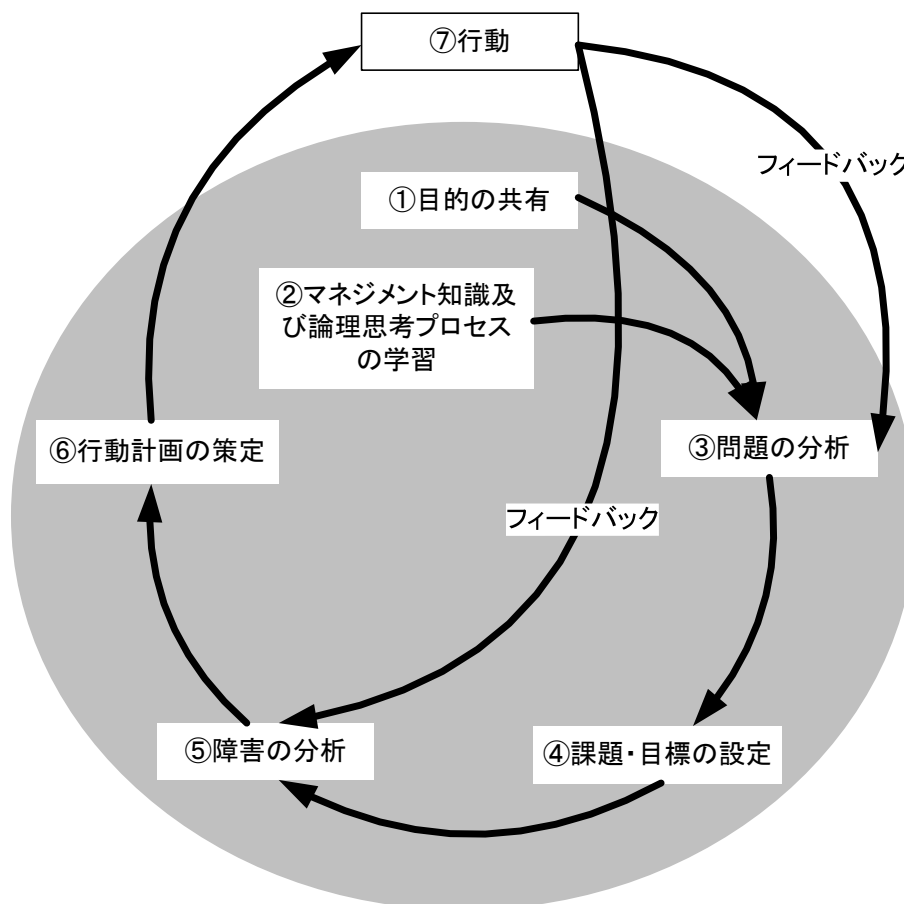 ⑦行動
フィードバック
①目的の共有
②マネジメント知識及
び論理思考プロセス
の学習
⑥行動計画の策定
③問題の分析
フィードバック
⑤障害の分析
④課題・目標の設定